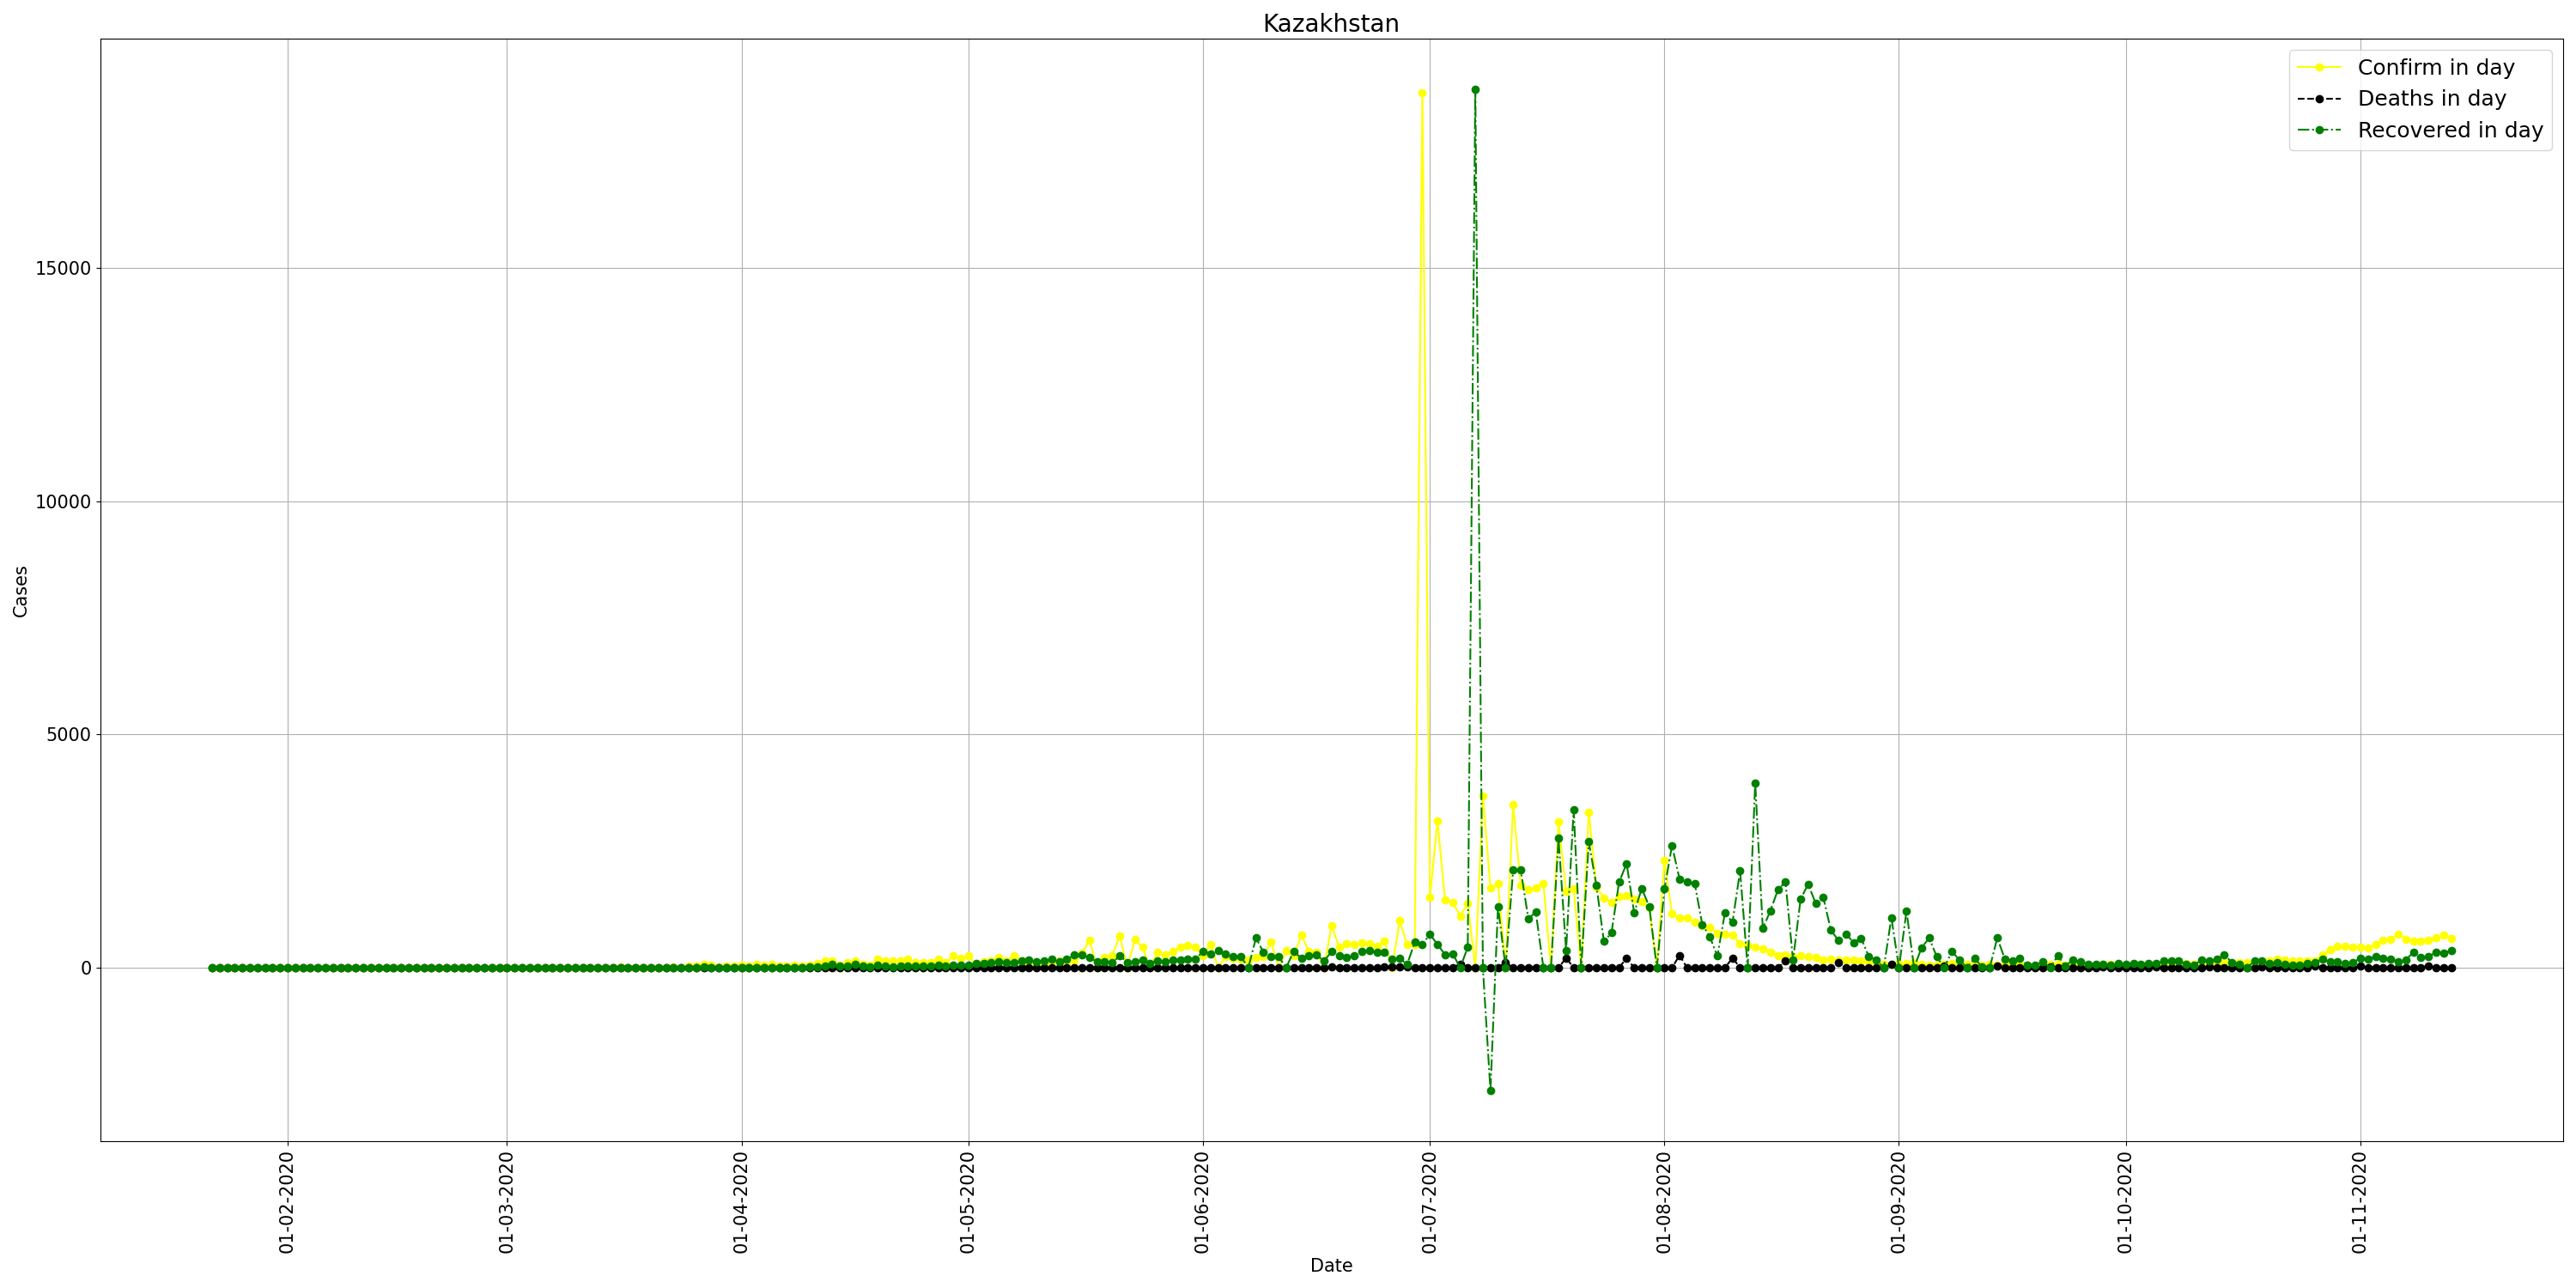 Kazakhstan
Confirm in day
Deaths in day
Recovered in day
15000
10000
5000
0
Cases
01-02-2020
01-03-2020
01-04-2020
01-05-2020
01-06-2020
01-07-2020
01-08-2020
01-09-2020
01-10-2020
01-11-2020
Date